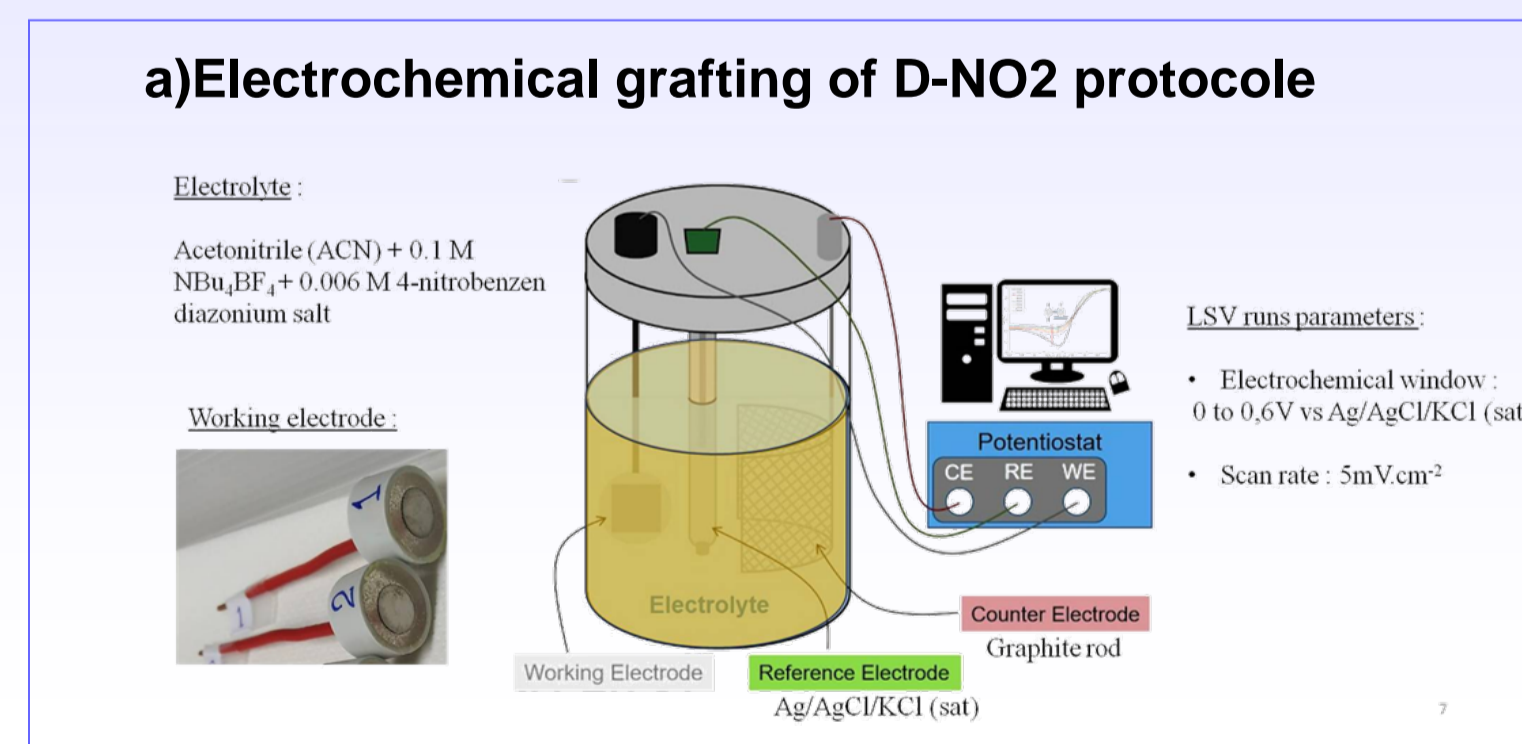 a)Electrochemical grafting of D-NO2 protocole
Electrolyte :
Acetonitrile (ACN) + 0.1 M
NBu₄BF₄+ 0.006 M 4-nitrobenzen
diazonium salt
Working electrode :
1
2
1
Electrolyte
Working Electrode
Reference Electrode
Ag/AgCl/KCl (sat)
Counter Electrode
Graphite rod
Potentiostat
CE RE WE
LSV runs parameters :
• Electrochemical window :
0 to 0,6V vs Ag/AgCl/KCl (sat
• Scan rate : 5mV.cm⁻²
7